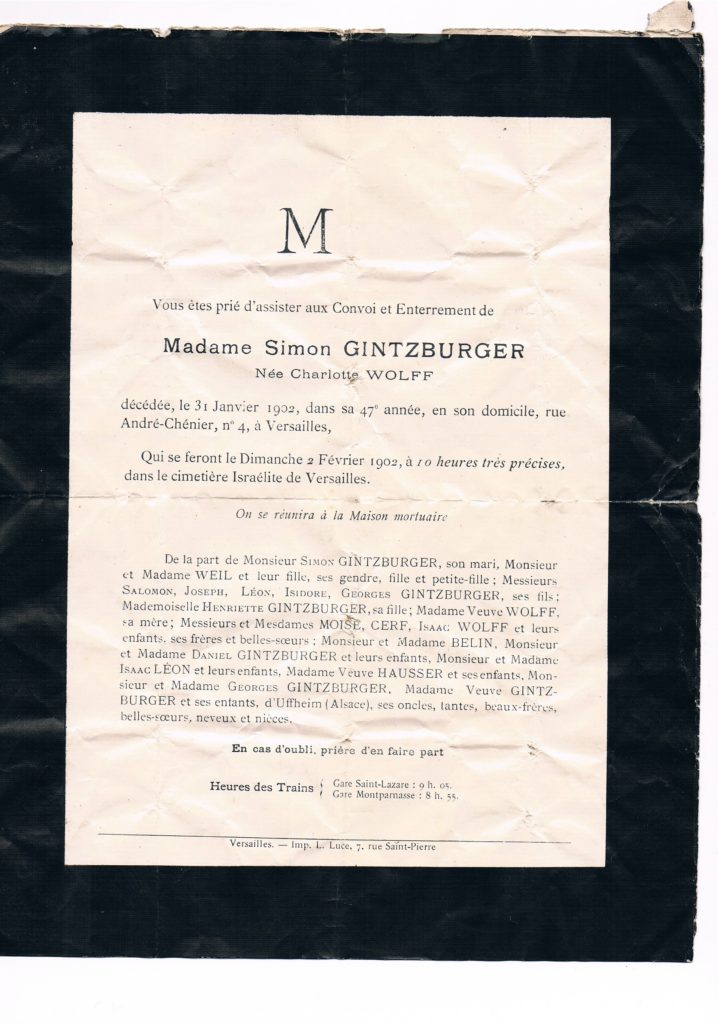 M
Vous êtes prié d'assister aux Convoi et Enterrement de
Madame Simon GINTZBURGER
Née Charlotte WOLFF
décédée, le 31 Janvier 1902, dans sa 47e année, en son domicile, rue
André-Chénier, n° 4, à Versailles,
Qui se feront le Dimanche 2 Février 1902, à 10 heures très précises,
dans le cimetière Israélite de Versailles.
On se réunira à la Maison mortuaire
De la part de Monsieur SIMON GINTZBURGER, son mari, Monsieur
et Madame WEIL et leur fille, ses gendre, fille et petite-fille ; Messieurs
SALOMON, JOSEPH, LÉON, ISIDORE, GEORGES GINTZBURGER, ses fils ;
Mademoiselle HENRIETTE GINTZBURGER, sa fille ; Madame Veuve WOLFF,
sa mère ; Messieurs et Mesdames MOISE, CERF, ISAAC WOLFF et leurs
enfants, ses frères et belles-sœurs ; Monsieur et Madame BELIN, Monsieur
et Madame DANIEL GINTZBURGER et leurs enfants, Monsieur et Madame
ISAAC LÉON et leurs enfants, Madame Veuve HAUSSER et ses enfants, Mon-
sieur et Madame GEORGES GINTZBURGER, Madame Veuve GINTZ-
BURGER et ses enfants, d'Uffheim (Alsace), ses oncles, tantes, beaux-frères,
belles-sœurs, neveux et nièces.
En cas d'oubli, prière d'en faire part
Heures des Trains { Gare Saint-Lazare : 9 h. 05.
Gare Montparnasse : 8 h. 55.
Versailles. — Imp. L. Luce, 7, rue Saint-Pierre